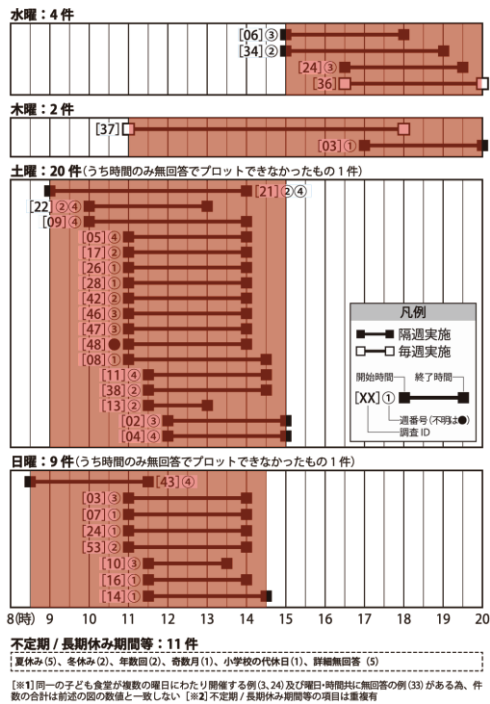 水曜：4 件
[06]③
[34]②
[24]③
[36]
木曜：2 件
[37]
[03]①
土曜：20 件(うち時間のみ無回答でプロットできなかったもの 1 件)
[21]②④
[22]②④
[09]④
[05]④
[17]②
[26]①
[28]①
[42]②
[46]③
[47]③
[48]●
[08]①
[11]④
[38]②
[13]②
[02]③
[04]④
凡例
隔週実施
毎週実施
開始時間 終了時間
[XX]①
週番号(不明は●)
調査 ID
日曜：9 件(うち時間のみ無回答でプロットできなかったもの 1 件)
[43]④
[03]③
[07]①
[24]①
[53]②
[10]③
[16]①
[14]①
8(時) 9 10 11 12 13 14 15 16 17 18 19 20
不定期 / 長期休み期間等：11 件
夏休み(5)、冬休み(2)、年数回(2)、奇数月(1)、小学校の代休日(1)、詳細無回答 (5)
[※1]同一の子ども食堂が複数の曜日にわたり開催する例(3、24)及び曜日・時間共に無回答の例(33)がある為、件
数の合計は前述の図の数値と一致しない [※2]不定期 / 長期休み期間等の項目は重複有